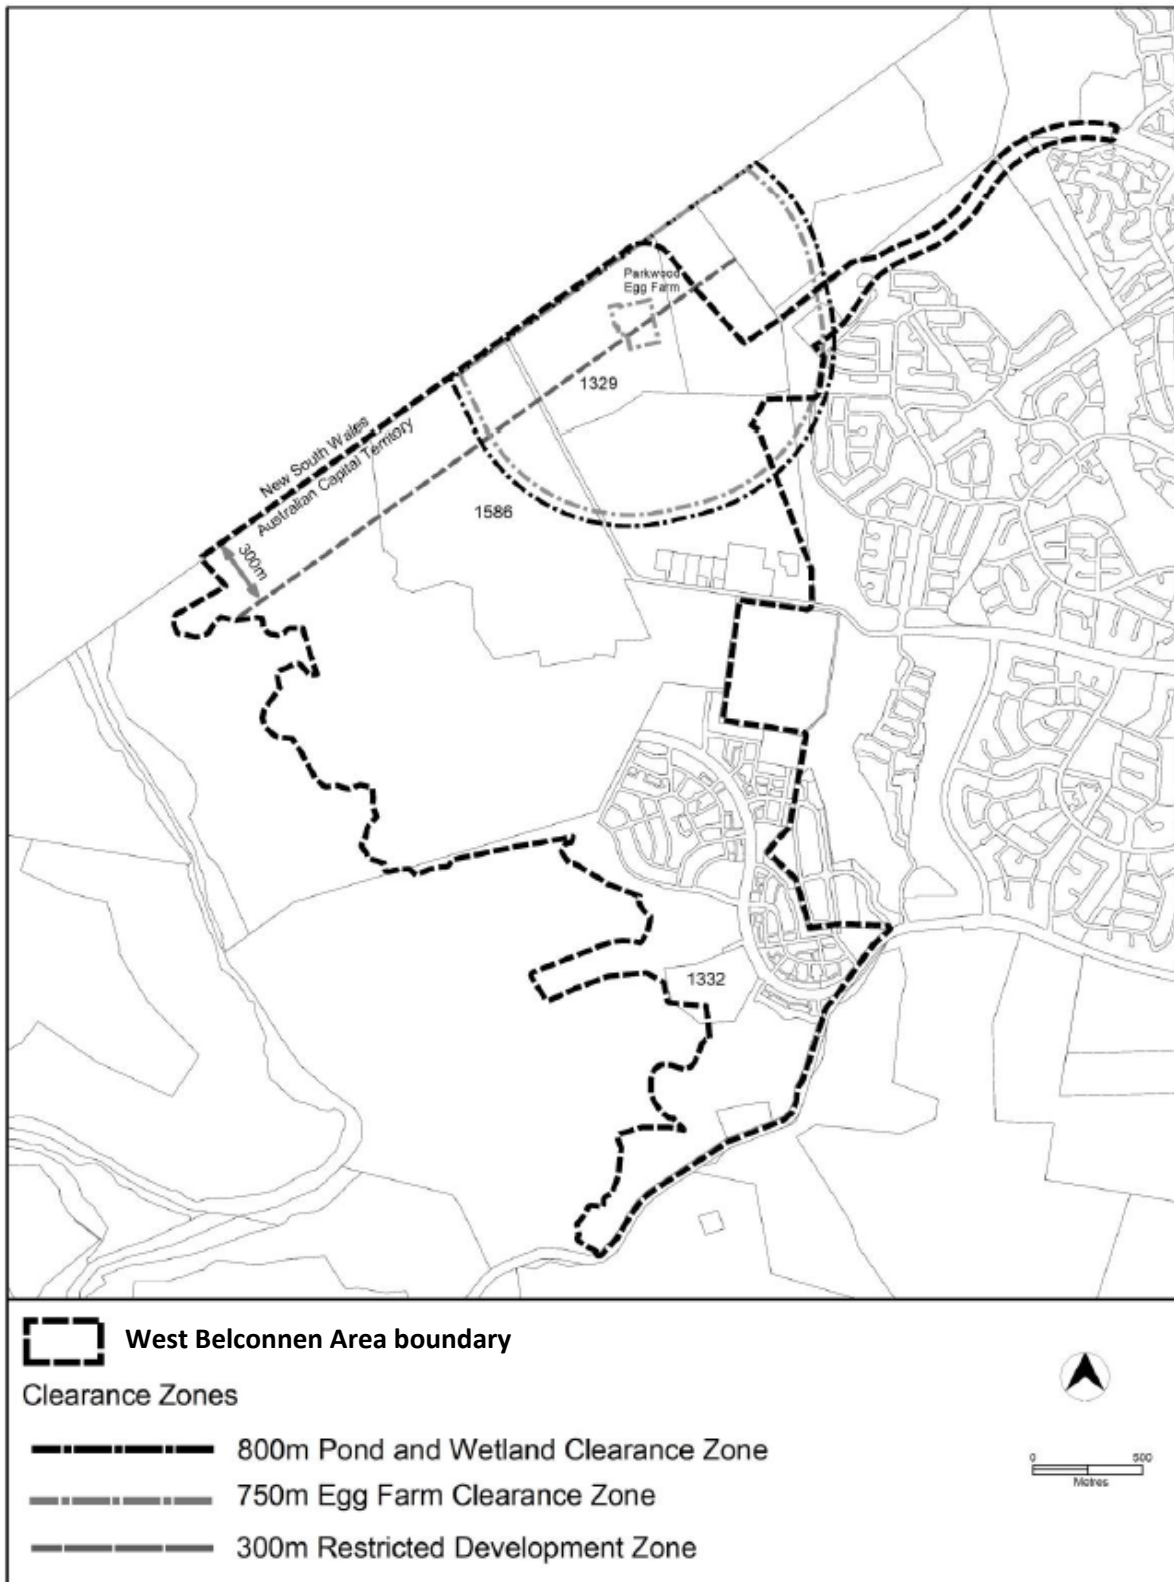 Parkwood
Egg Farm
1329
New South Wales
Australian Capital Territory
1586
300m
1332
West Belconnen Area boundary
Clearance Zones
800m Pond and Wetland Clearance Zone
0 500
Metres
750m Egg Farm Clearance Zone
300m Restricted Development Zone